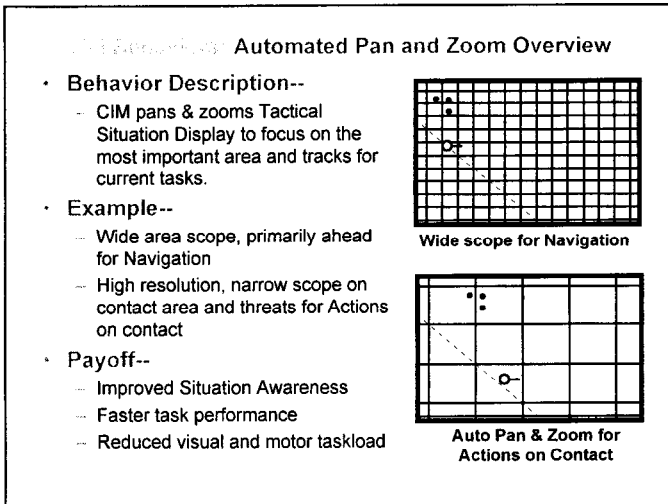 Automated Pan and Zoom Overview
· Behavior Description--
– CIM pans & zooms Tactical
Situation Display to focus on the
most important area and tracks for
current tasks.
· Example--
– Wide area scope, primarily ahead
for Navigation
– High resolution, narrow scope on
contact area and threats for Actions
on contact
· Payoff--
– Improved Situation Awareness
– Faster task performance
– Reduced visual and motor taskload
Wide scope for Navigation
Auto Pan & Zoom for
Actions on Contact